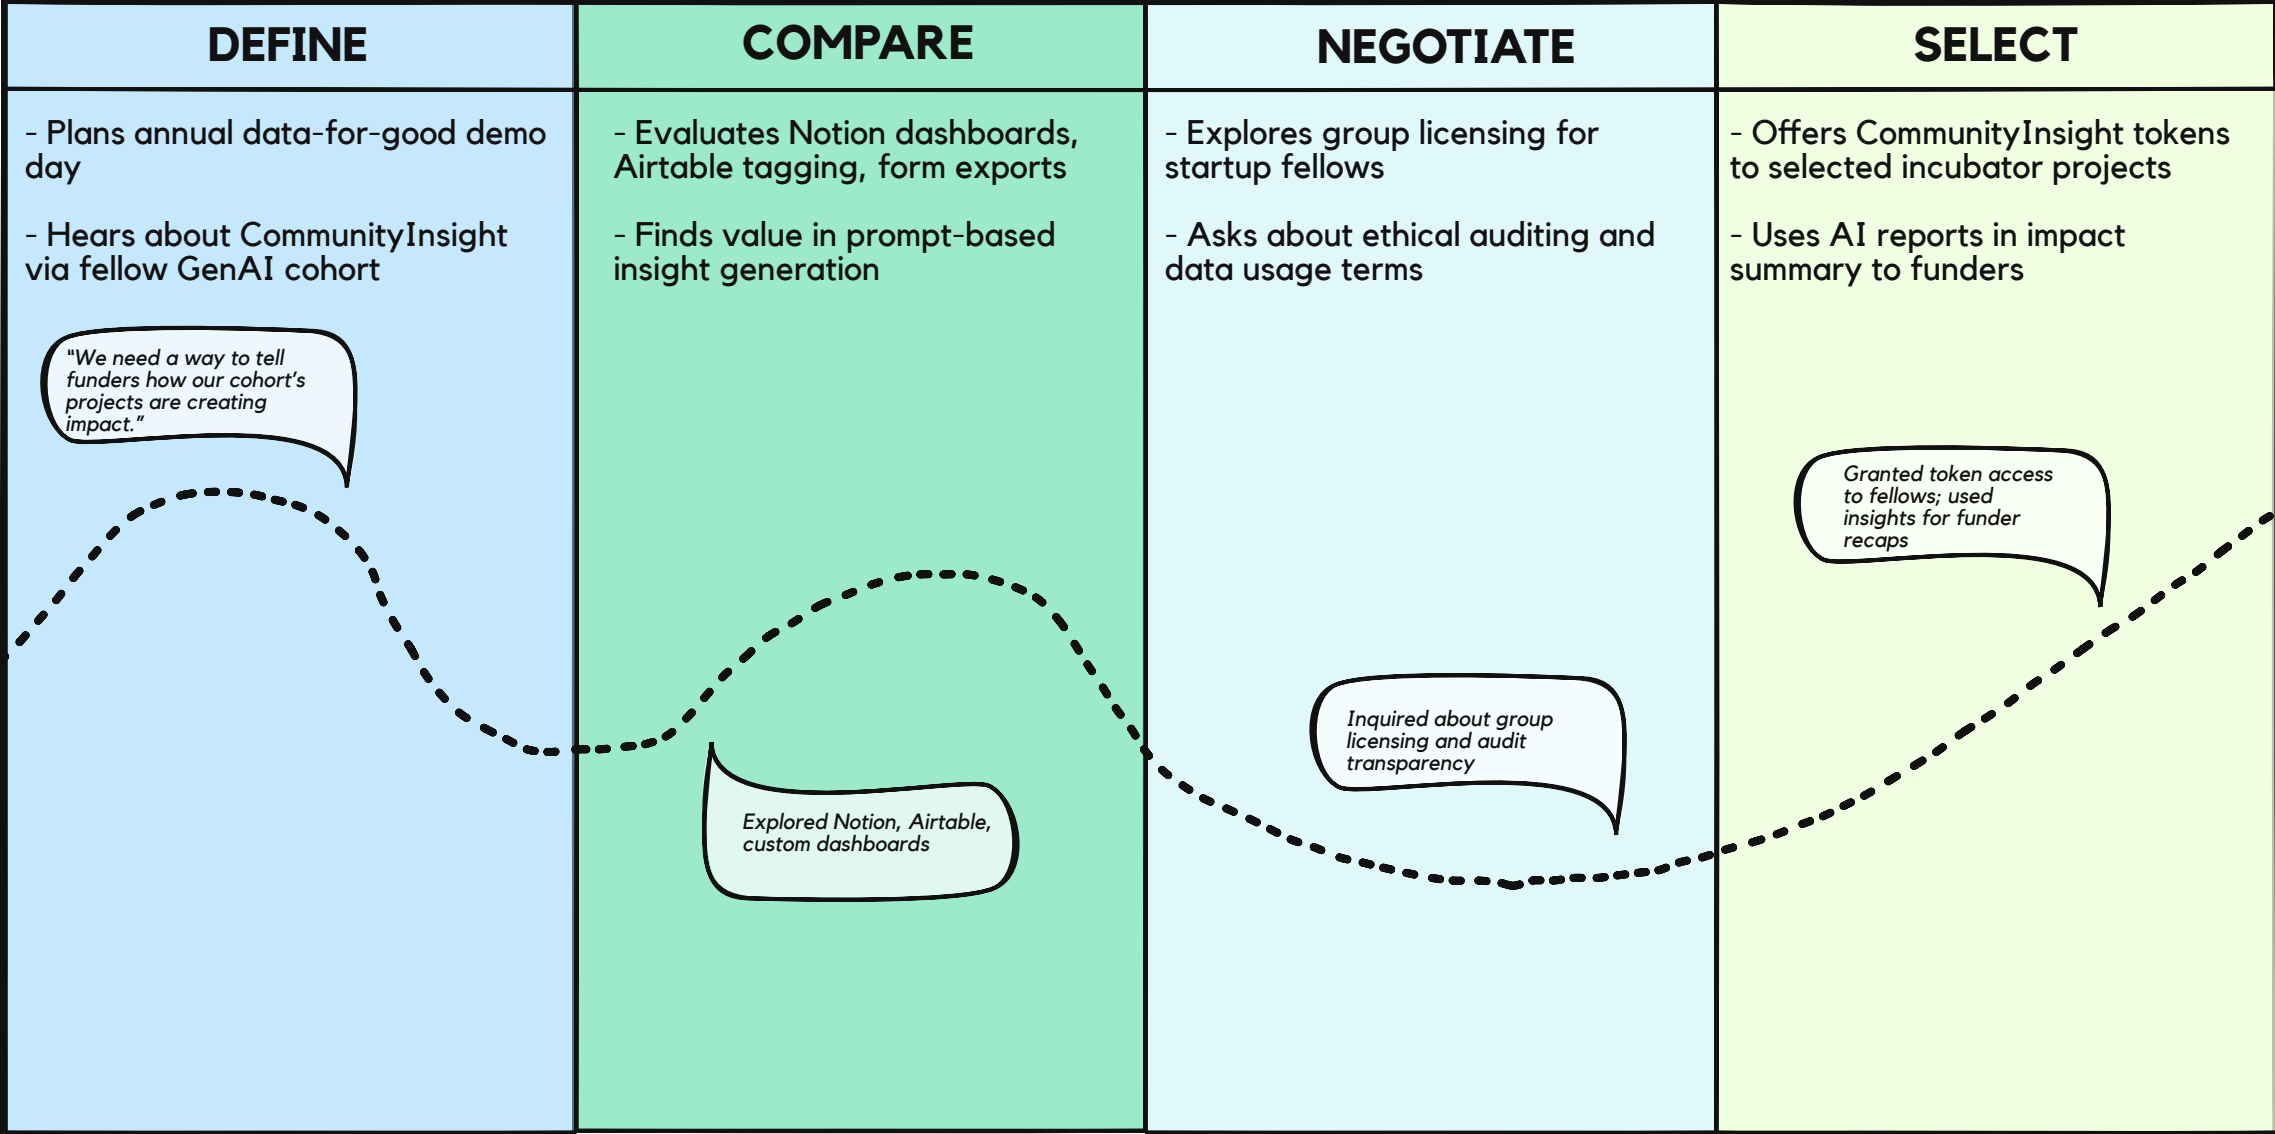 DEFINE
- Plans annual data-for-good demo
day
- Hears about CommunityInsight
via fellow GenAI cohort
"We need a way to tell
funders how our cohort's
projects are creating
impact."
COMPARE
- Evaluates Notion dashboards,
Airtable tagging, form exports
- Finds value in prompt-based
insight generation
Explored Notion, Airtable,
custom dashboards
NEGOTIATE
- Explores group licensing for
startup fellows
- Asks about ethical auditing and
data usage terms
Inquired about group
licensing and audit
transparency
SELECT
- Offers CommunityInsight tokens
to selected incubator projects
- Uses AI reports in impact
summary to funders
Granted token access
to fellows; used
insights for funder
recaps